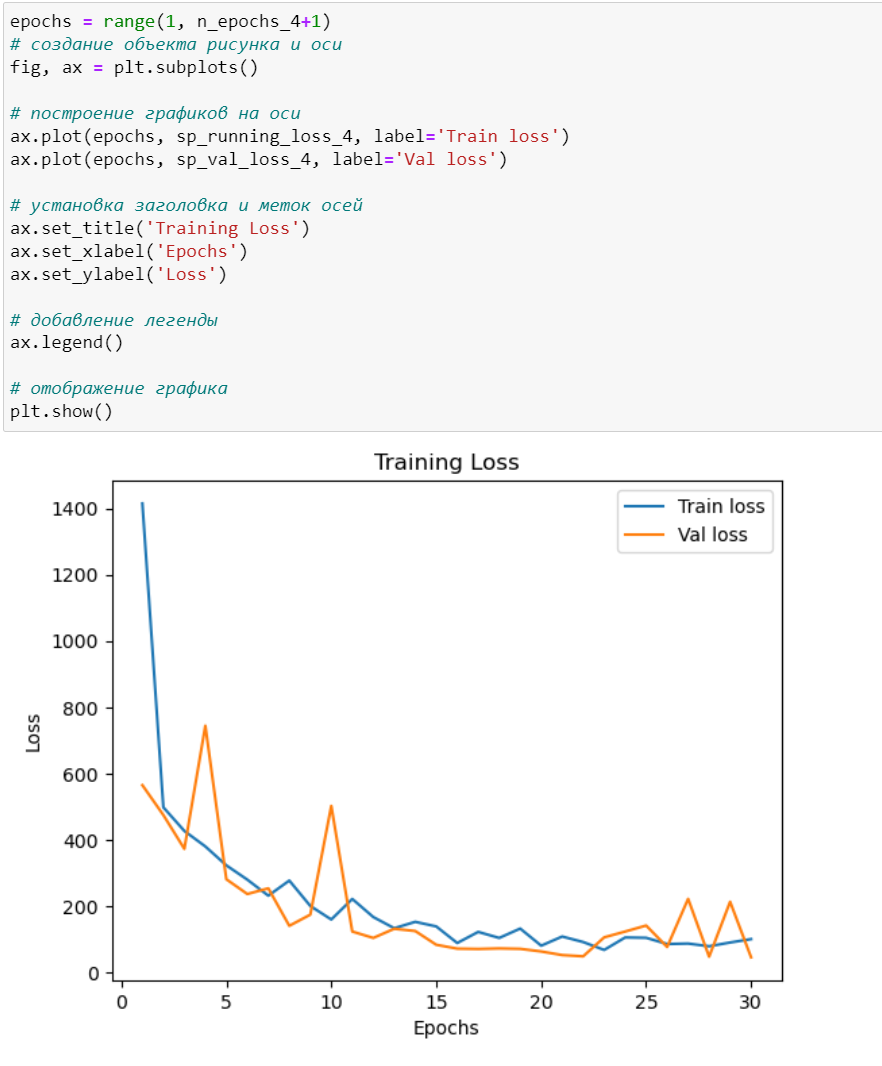 epochs = range(1, n_epochs_4+1)
# создание объекта рисунка и оси
fig, ax = plt.subplots()
# построение графиков на оси
ax.plot(epochs, sp_running_loss_4, label='Train loss')
ax.plot(epochs, sp_val_loss_4, label='Val loss')
# установка заголовка и меток осей
ax.set_title('Training Loss')
ax.set_xlabel('Epochs')
ax.set_ylabel('Loss')
# добавление легенды
ax.legend()
# отображение графика
plt.show()
Training Loss
Train loss
Val loss
1400
1200
1000
800
600
400
200
0
Loss
0 5 10 15 20 25 30
Epochs